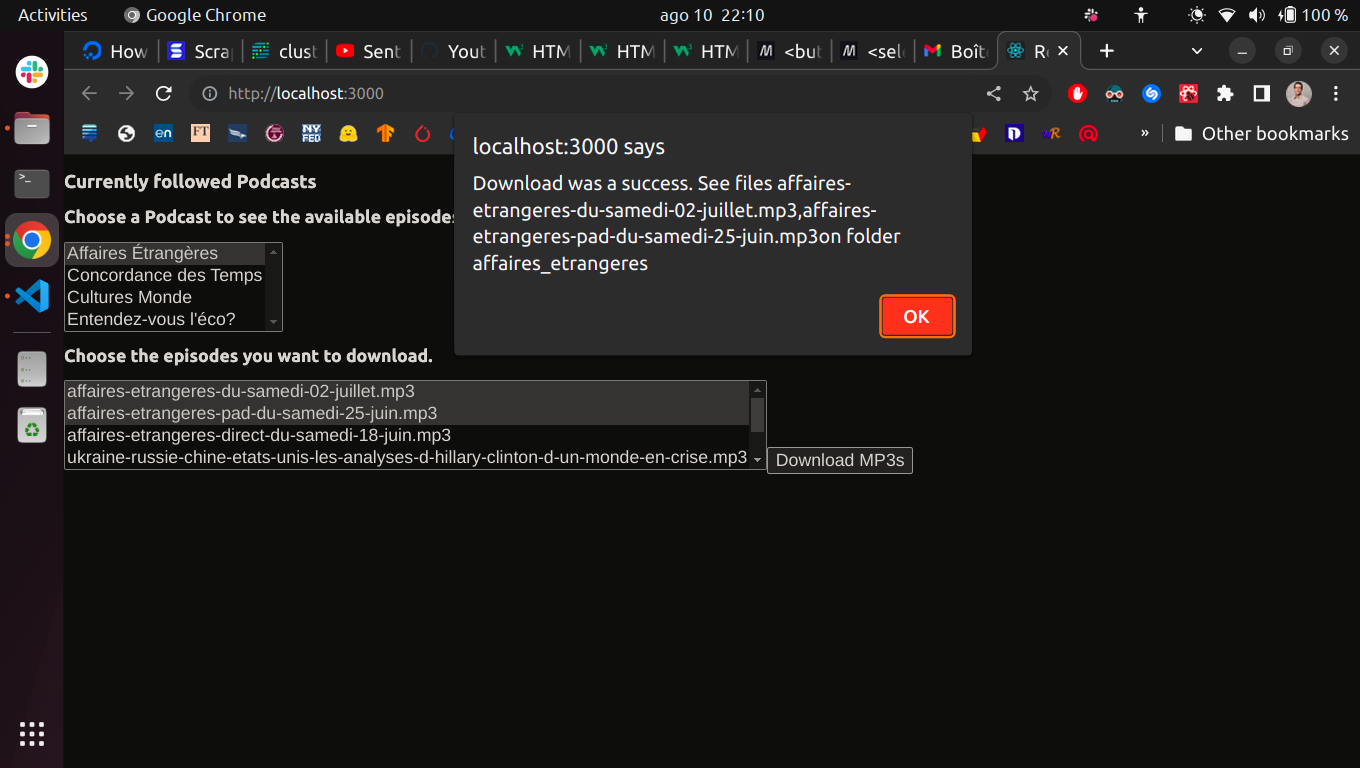 Activities
Google Chrome
ago 10 22:10
100 %
How
Scra
clust
Sent
Yout
HTM
HTM
HTM
<but
<sele
Boîte
Re
http://localhost:3000
en
FT
NY
FED
Other bookmarks
localhost:3000 says
Download was a success. See files affaires-
etrangeres-du-samedi-02-juillet.mp3,affaires-
etrangeres-pad-du-samedi-25-juin.mp3on folder
affaires_etrangeres
OK
Currently followed Podcasts
Choose a Podcast to see the available episodes
Affaires Étrangères
Concordance des Temps
Cultures Monde
Entendez-vous l'éco?
Choose the episodes you want to download.
affaires-etrangeres-du-samedi-02-juillet.mp3
affaires-etrangeres-pad-du-samedi-25-juin.mp3
affaires-etrangeres-direct-du-samedi-18-juin.mp3
ukraine-russie-chine-etats-unis-les-analyses-d-hillary-clinton-d-un-monde-en-crise.mp3
Download MP3s